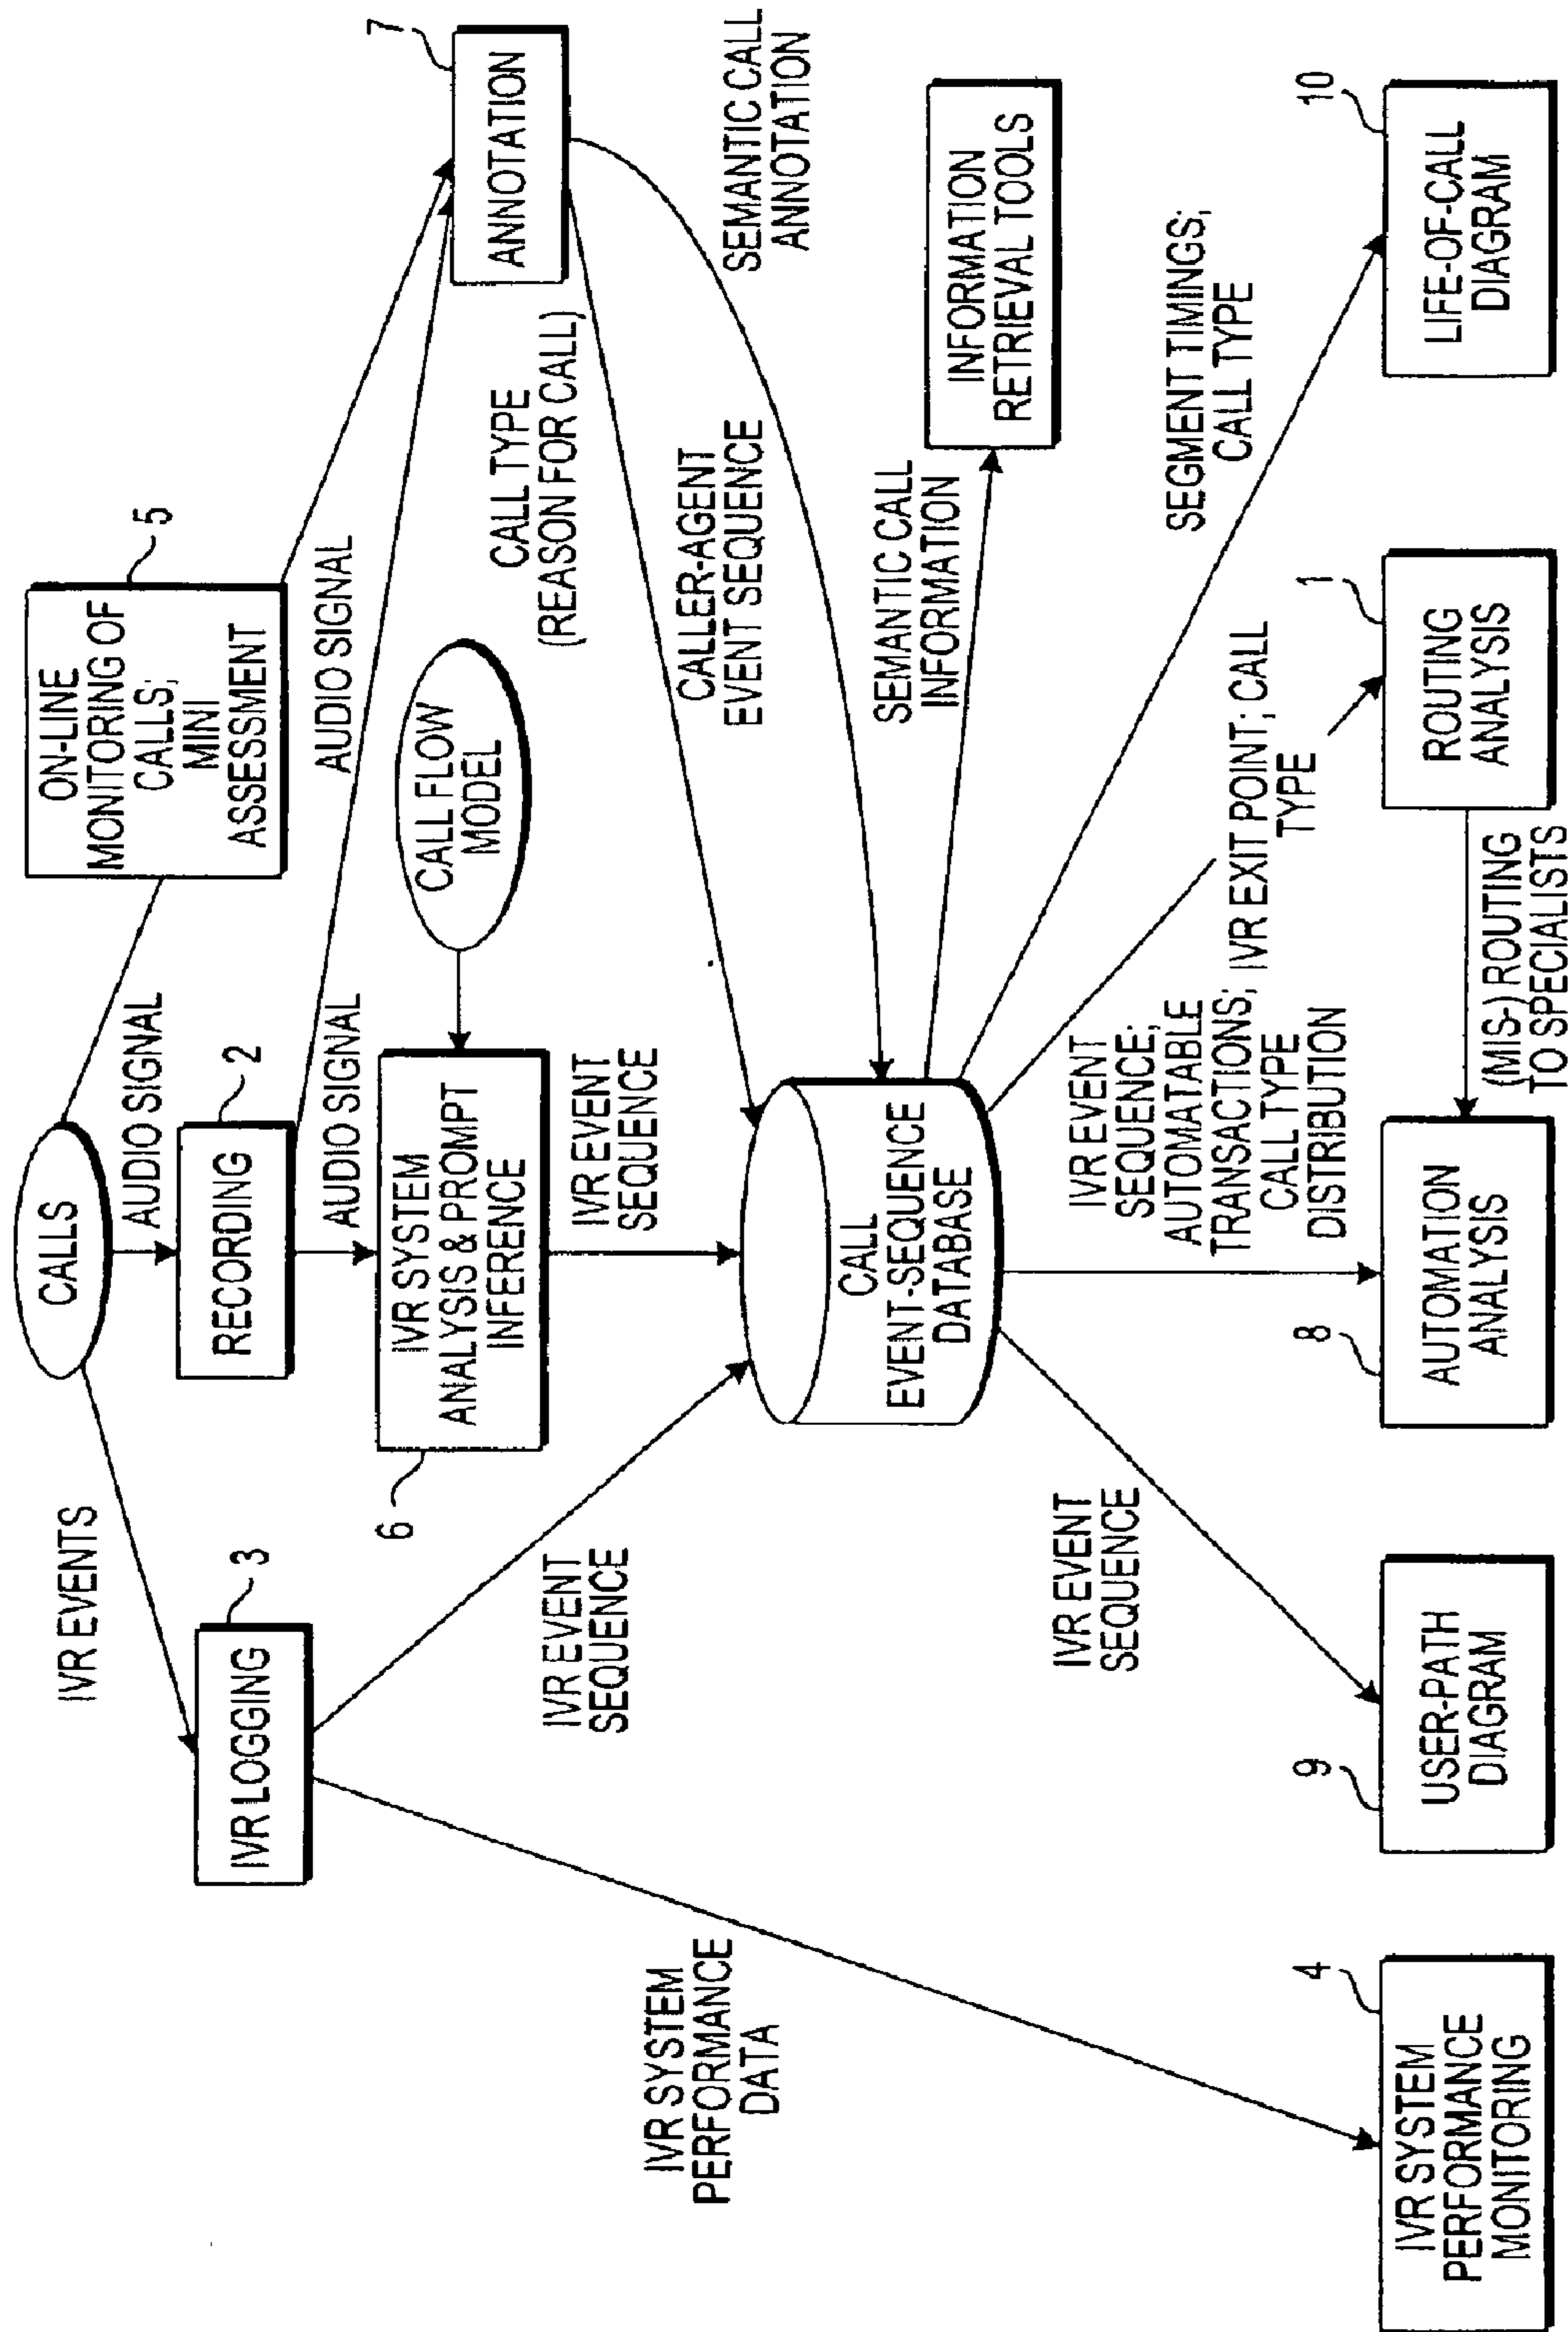 CALLS
IVR EVENTS
AUDIO SIGNAL
ON-LINE
MONITORING OF
CALLS;
MINI
ASSESSMENT
5
3
IVR LOGGING
2
RECORDING
AUDIO SIGNAL
AUDIO SIGNAL
7
ANNOTATION
6
IVR SYSTEM
ANALYSIS & PROMPT
INFERENCE
CALL FLOW
MODEL
CALL TYPE
(REASON FOR CALL)
SEMANTIC CALL
ANNOTATION
IVR EVENT
SEQUENCE
IVR EVENT
SEQUENCE
CALLER-AGENT
EVENT SEQUENCE
IVR SYSTEM
PERFORMANCE
DATA
CALL
EVENT-SEQUENCE
DATABASE
SEMANTIC CALL
INFORMATION
INFORMATION
RETRIEVAL TOOLS
IVR EVENT
SEQUENCE
IVR EVENT
SEQUENCE;
AUTOMATABLE
TRANSACTIONS;
CALL TYPE
DISTRIBUTION
IVR EXIT POINT; CALL
TYPE
SEGMENT TIMINGS;
CALL TYPE
4
IVR SYSTEM
PERFORMANCE
MONITORING
9
USER-PATH
DIAGRAM
8
AUTOMATION
ANALYSIS
(MIS-) ROUTING
TO SPECIALISTS
1
ROUTING
ANALYSIS
10
LIFE-OF-CALL
DIAGRAM